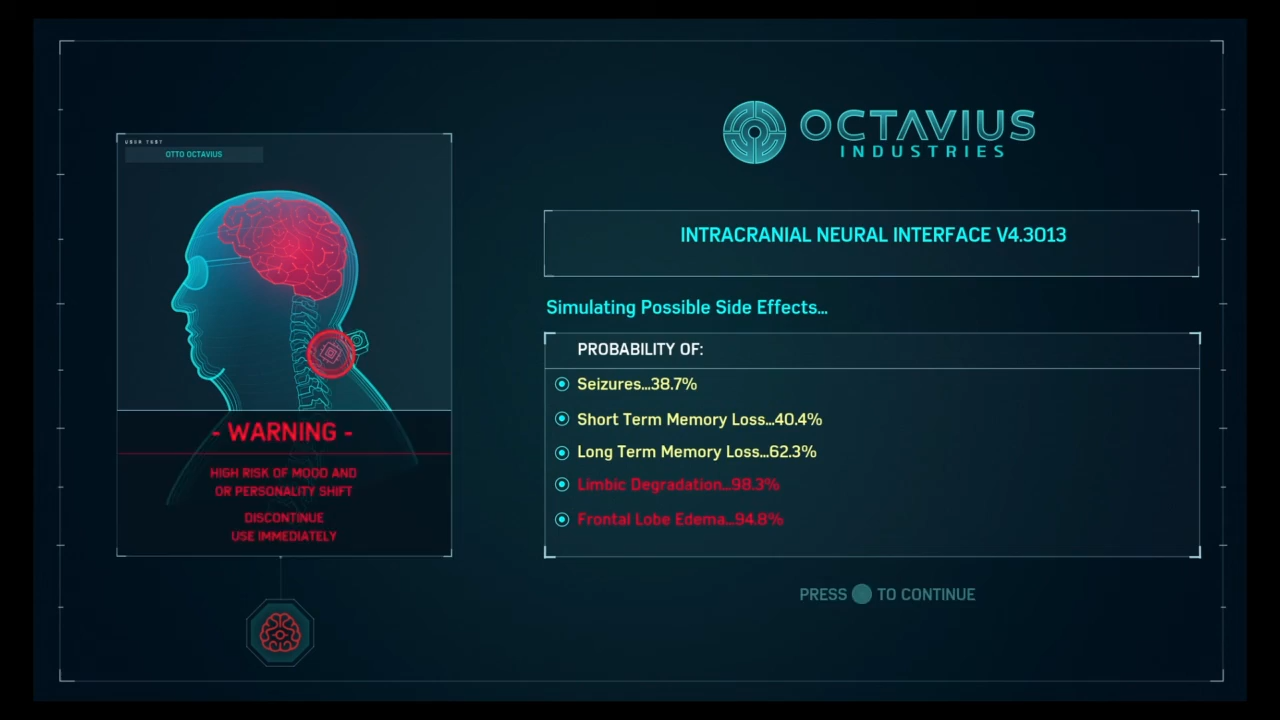 USER TEST
OTTO OCTAVIUS
- WARNING -
HIGH RISK OF MOOD AND
OR PERSONALITY SHIFT
DISCONTINUE
USE IMMEDIATELY
OCTAVIUS
INDUSTRIES
INTRACRANIAL NEURAL INTERFACE V4.3013
Simulating Possible Side Effects...
PROBABILITY OF:
Seizures...38.7%
Short Term Memory Loss...40.4%
Long Term Memory Loss...62.3%
Limbic Degradation...98.3%
Frontal Lobe Edema...94.8%
PRESS TO CONTINUE